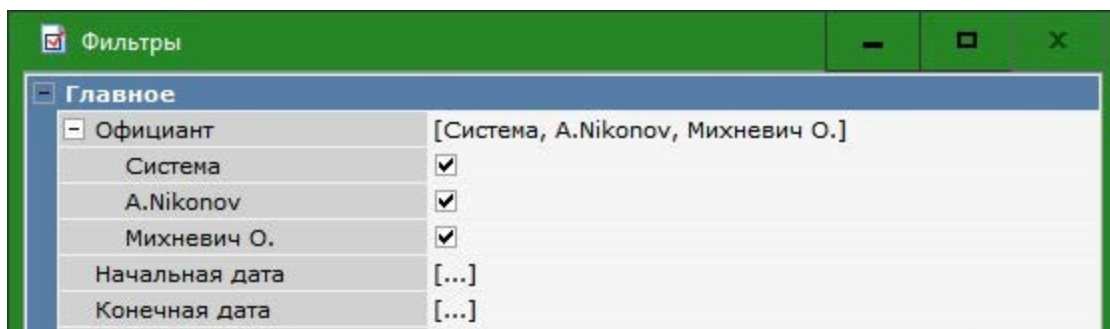 Фильтры
Главное
Официант [Система, A.Nikonov, Михневич О.]
Система
A.Nikonov
Михневич О.
Начальная дата [...]
Конечная дата [...]